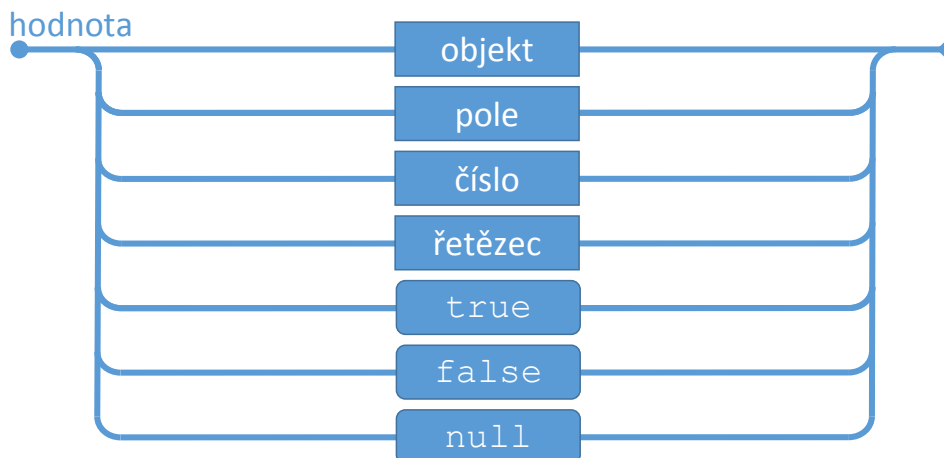 hodnota
objekt
pole
číslo
řetězec
true
false
null